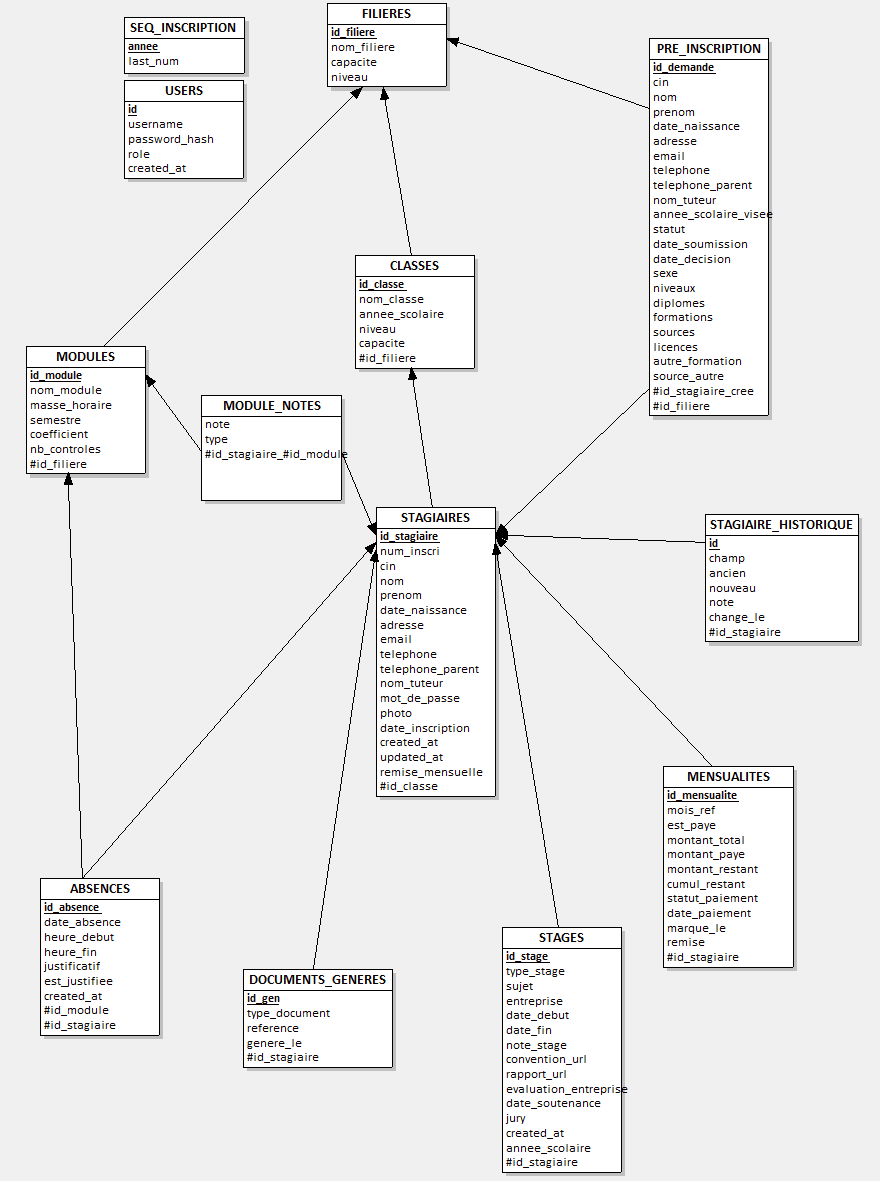 SEQ_INSCRIPTION
annee
last_num
USERS
id
username
password_hash
role
created_at
FILIERES
id_filiere
nom_filiere
capacite
niveau
PRE_INSCRIPTION
id_demande
cin
nom
prenom
date_naissance
adresse
email
telephone
telephone_parent
nom_tuteur
annee_scolaire_visee
statut
date_soumission
date_decision
sexe
niveaux
diplomes
formations
sources
licences
autre_formation
source_autre
#id_stagiaire_cree
#id_filiere
CLASSES
id_classe
nom_classe
annee_scolaire
niveau
capacite
#id_filiere
MODULES
id_module
nom_module
masse_horaire
semestre
coefficient
nb_controles
#id_filiere
MODULE_NOTES
note
type
#id_stagiaire_#id_module
STAGIAIRES
id_stagiaire
num_inscri
cin
nom
prenom
date_naissance
adresse
email
telephone
telephone_parent
nom_tuteur
mot_de_passe
photo
date_inscription
created_at
updated_at
remise_mensuelle
#id_classe
STAGIAIRE_HISTORIQUE
id
champ
ancien
nouveau
note
change_le
#id_stagiaire
MENSUALITES
id_mensualite
mois_ref
est_paye
montant_total
montant_paye
montant_restant
cumul_restant
statut_paiement
date_paiement
marque_le
remise
#id_stagiaire
ABSENCES
id_absence
date_absence
heure_debut
heure_fin
justificatif
est_justifiee
created_at
#id_module
#id_stagiaire
DOCUMENTS_GENERES
id_gen
type_document
reference
genere_le
#id_stagiaire
STAGES
id_stage
type_stage
sujet
entreprise
date_debut
date_fin
note_stage
convention_url
rapport_url
evaluation_entreprise
date_soutenance
jury
created_at
annee_scolaire
#id_stagiaire